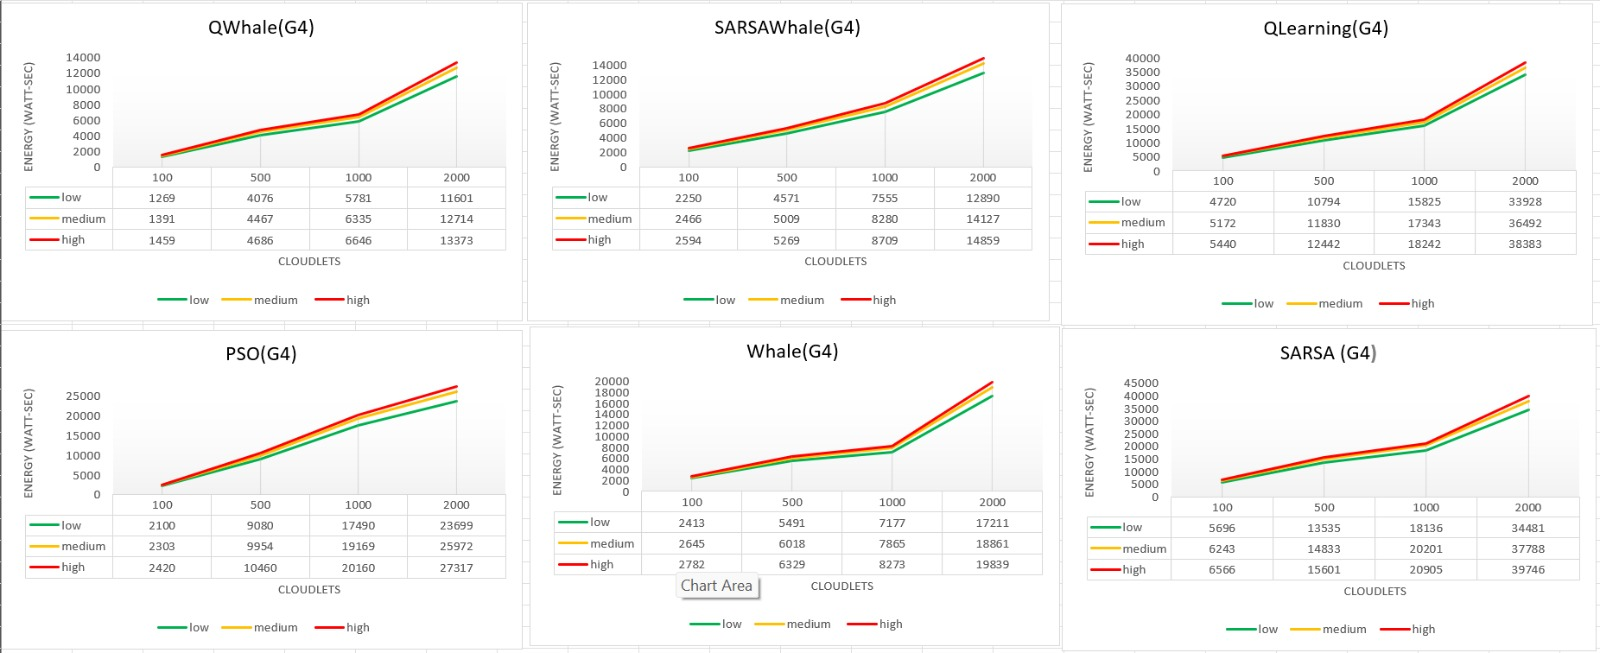 QWhale(G4)
ENERGY (WATT-SEC)
14000
12000
10000
8000
6000
4000
2000
0
100 500 1000 2000
low 1269 4076 5781 11601
medium 1391 4467 6335 12714
high 1459 4686 6646 13373
CLOUDLETS
low medium high
SARSAWhale(G4)
ENERGY (WATT-SEC)
14000
12000
10000
8000
6000
4000
2000
0
100 500 1000 2000
low 2250 4571 7555 12890
medium 2466 5009 8280 14127
high 2594 5269 8709 14859
CLOUDLETS
low medium high
QLearning(G4)
ENERGY (WATT-SEC)
40000
35000
30000
25000
20000
15000
10000
5000
0
100 500 1000 2000
low 4720 10794 15825 33928
medium 5172 11830 17343 36492
high 5440 12442 18242 38383
CLOUDLETS
low medium high
PSO(G4)
ENERGY (WATT-SEC)
25000
20000
15000
10000
5000
0
100 500 1000 2000
low 2100 9080 17490 23699
medium 2303 9954 19169 25972
high 2420 10460 20160 27317
CLOUDLETS
low medium high
Whale(G4)
ENERGY (WATT-SEC)
20000
18000
16000
14000
12000
10000
8000
6000
4000
2000
0
100 500 1000 2000
low 2413 5491 7177 17211
medium 2645 6018 7865 18861
high 2782 6329 8273 19839
Chart Area
CLOUDLETS
low medium high
SARSA (G4)
ENERGY (WATT-SEC)
45000
40000
35000
30000
25000
20000
15000
10000
5000
0
100 500 1000 2000
low 5696 13535 18136 34481
medium 6243 14833 20201 37788
high 6566 15601 20905 39746
CLOUDLETS
low medium high